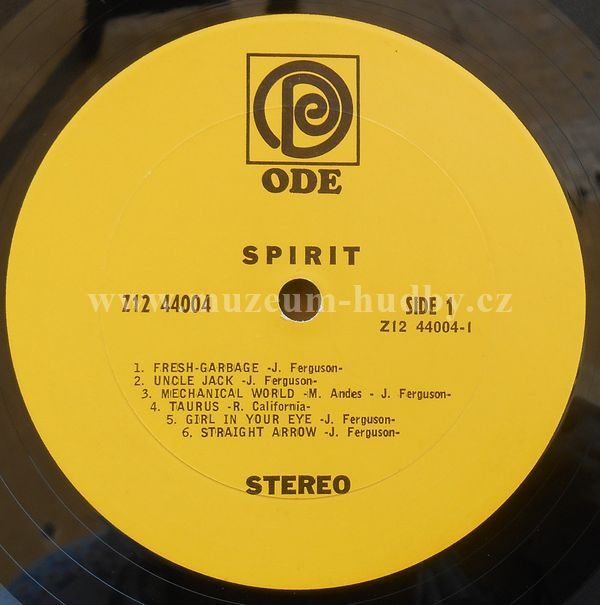 ODE
SPIRIT
Z12 44004
SIDE 1
Z12 44004-1
www.muzeum-hudby.cz
1. FRESH-GARBAGE -J. Ferguson-
2. UNCLE JACK -J. Ferguson-
3. MECHANICAL WORLD -M. Andes - J. Ferguson-
4. TAURUS -R. California-
5. GIRL IN YOUR EYE -J. Ferguson-
6. STRAIGHT ARROW -J. Ferguson-
STEREO